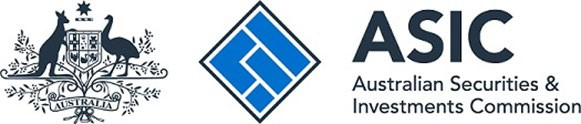 AUSTRALIA
ASIC
Australian Securities &
Investments Commission